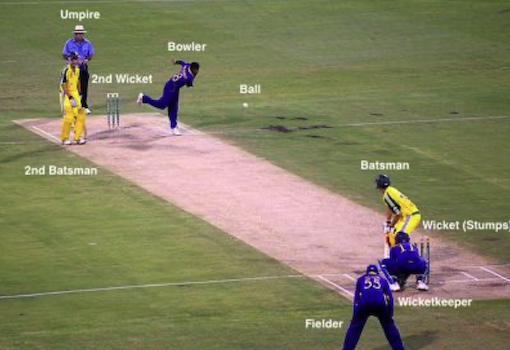 Umpire
Bowler
2nd Wicket
Ball
Batsman
2nd Batsman
Wicket (Stumps)
Wicketkeeper
Fielder
55